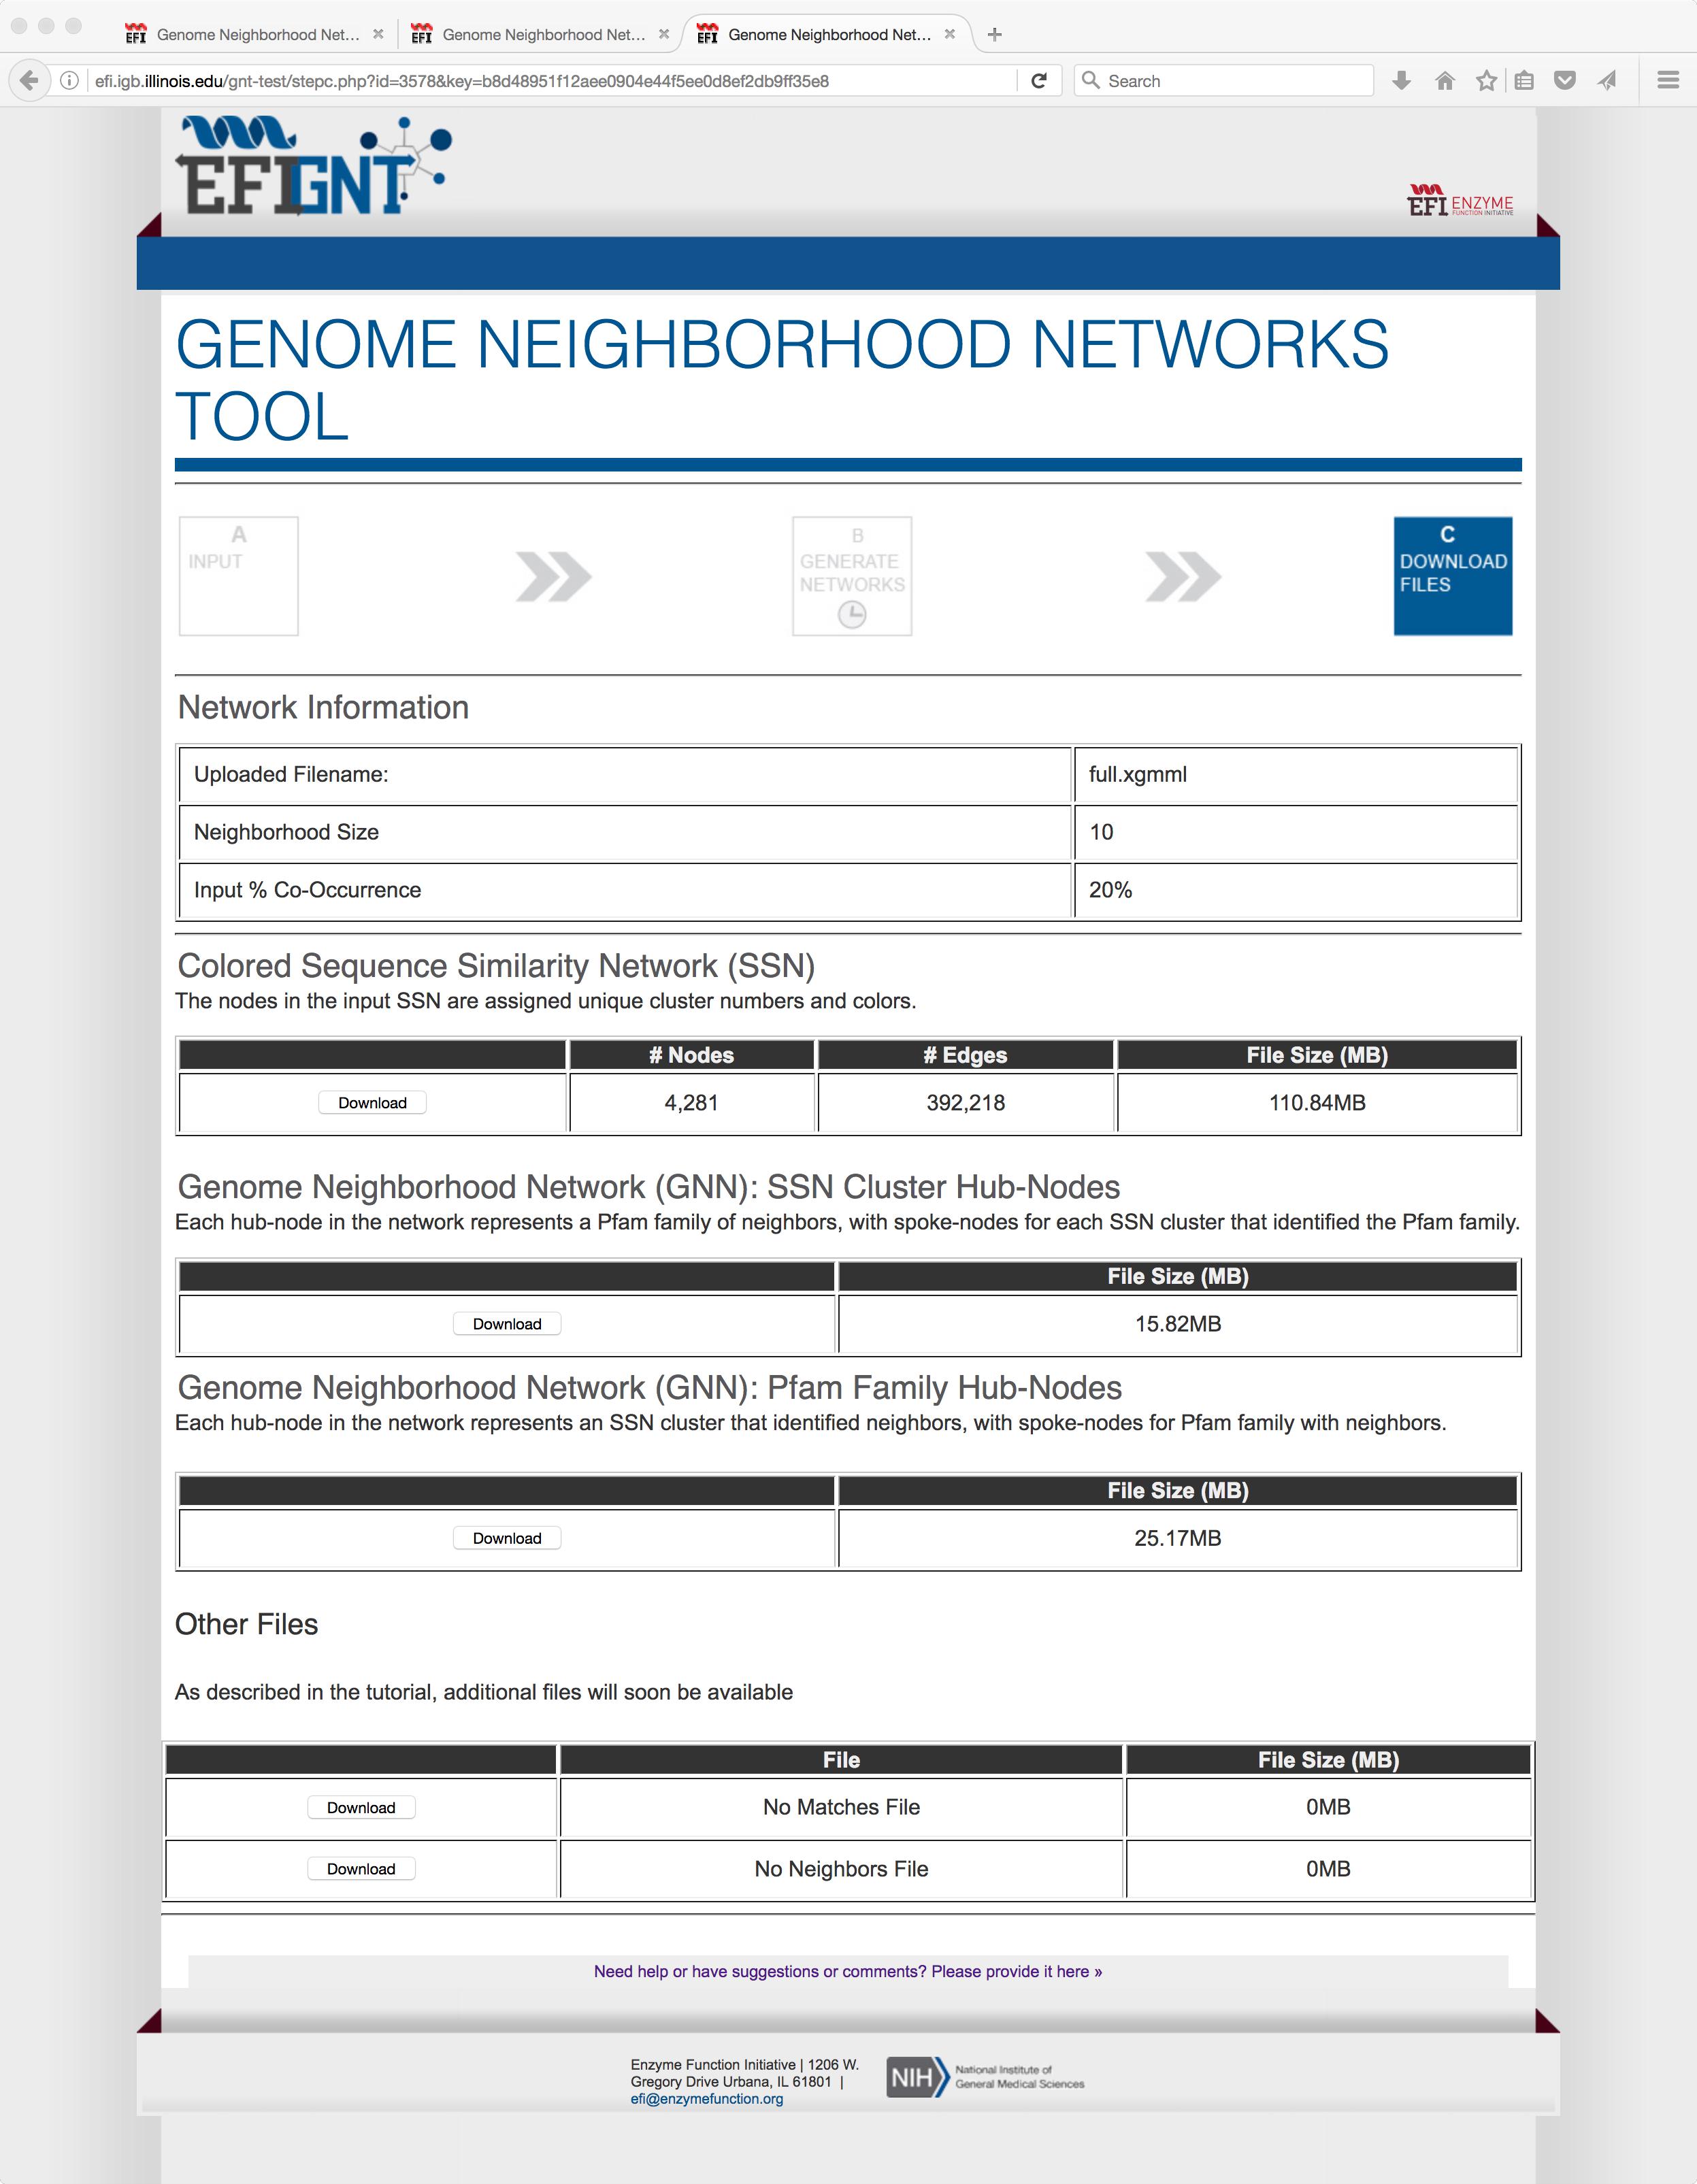 Genome Neighborhood Net...
Genome Neighborhood Net...
Genome Neighborhood Net...
efi.igb.illinois.edu/gnt-test/stepc.php?id=3578&key=b8d48951f12aee0904e44f5ee0d8ef2db9ff35e8
Search
EFIGNT
EFI ENZYME
FUNCTION INITIATIVE
GENOME NEIGHBORHOOD NETWORKS
TOOL
A
INPUT
B
GENERATE
NETWORKS
C
DOWNLOAD
FILES
Network Information
Uploaded Filename: full.xgmml
Neighborhood Size 10
Input % Co-Occurrence 20%
Colored Sequence Similarity Network (SSN)
The nodes in the input SSN are assigned unique cluster numbers and colors.
# Nodes # Edges File Size (MB)
Download 4,281 392,218 110.84MB
Genome Neighborhood Network (GNN): SSN Cluster Hub-Nodes
Each hub-node in the network represents a Pfam family of neighbors, with spoke-nodes for each SSN cluster that identified the Pfam family.
File Size (MB)
Download 15.82MB
Genome Neighborhood Network (GNN): Pfam Family Hub-Nodes
Each hub-node in the network represents an SSN cluster that identified neighbors, with spoke-nodes for Pfam family with neighbors.
File Size (MB)
Download 25.17MB
Other Files
As described in the tutorial, additional files will soon be available
File File Size (MB)
Download No Matches File 0MB
Download No Neighbors File 0MB
Need help or have suggestions or comments? Please provide it here »
Enzyme Function Initiative | 1206 W.
Gregory Drive Urbana, IL 61801 |
efi@enzymefunction.org
NIH National Institute of
General Medical Sciences